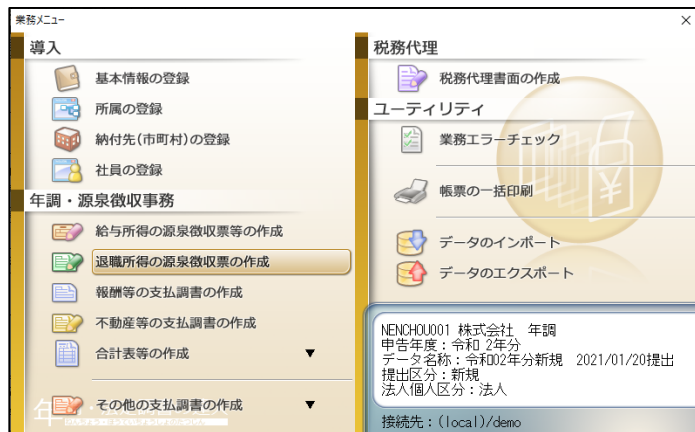 業務メニュー
導入
基本情報の登録
所属の登録
納付先(市町村)の登録
社員の登録
年調・源泉徴収事務
給与所得の源泉徴収票等の作成
退職所得の源泉徴収票の作成
報酬等の支払調書の作成
不動産等の支払調書の作成
合計表等の作成 ▼
その他の支払調書の作成 ▼
税務代理
税務代理書面の作成
ユーティリティ
業務エラーチェック
帳票の一括印刷
データのインポート
データのエクスポート
NENCHOU001 株式会社 年調
申告年度:令和 2年分
データ名称:令和02年分新規 2021/01/20提出
提出区分:新規
法人個人区分:法人
接続先:(local)/demo